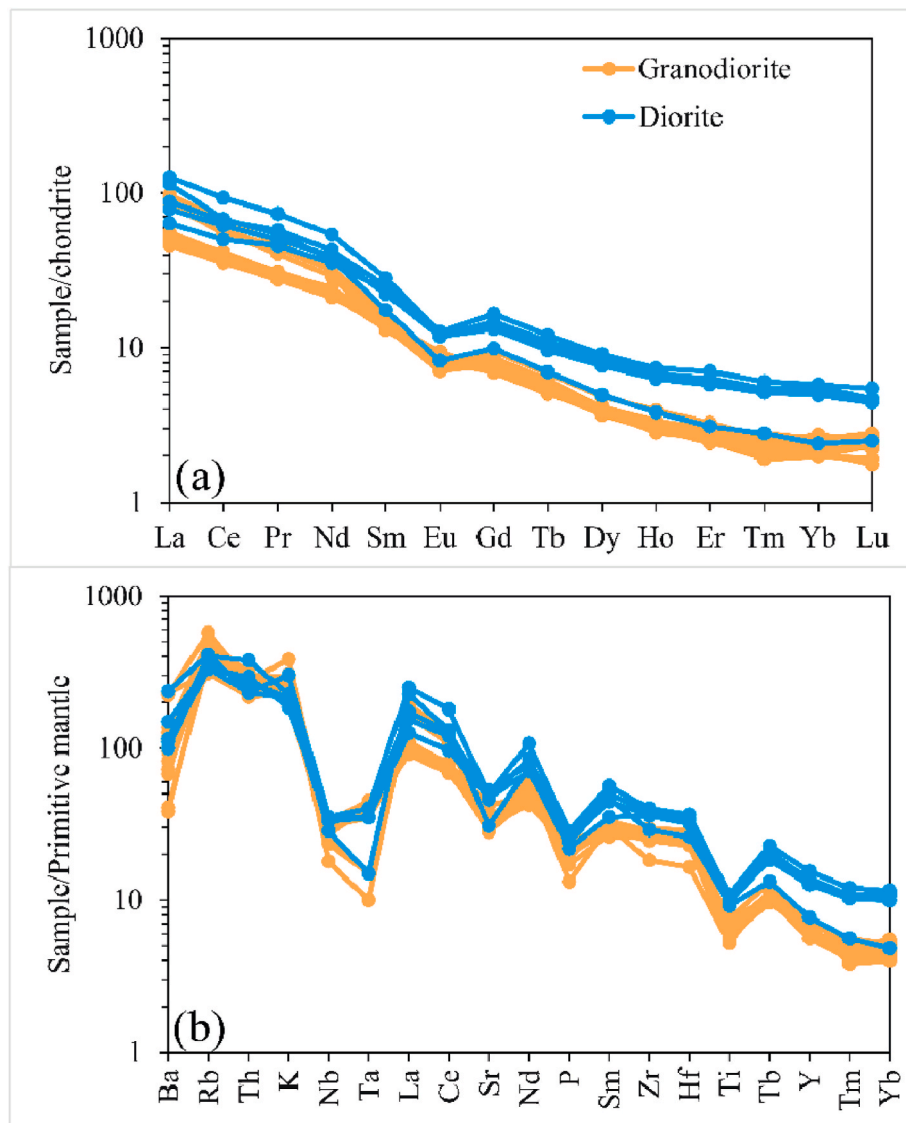 1000
Granodiorite
Diorite
100
Sample/chondrite
10
(a)
1
La Ce Pr Nd Sm Eu Gd Tb Dy Ho Er Tm Yb Lu
1000
100
Sample/Primitive mantle
10
(b)
1
Ba Rb Th K Nb Ta La Ce Sr Nd P Sm Zr Hf Ti Tb Y Tm Yb